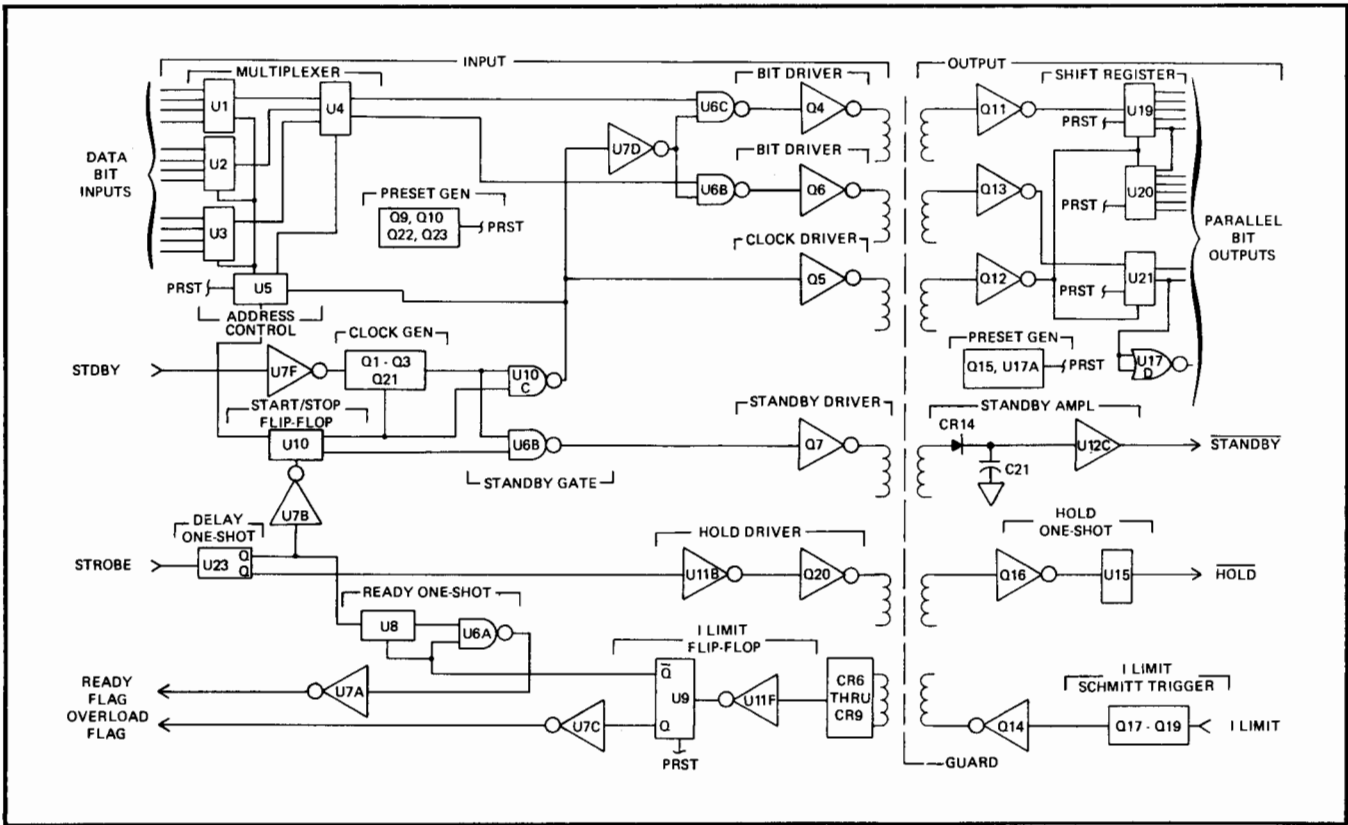 INPUT
OUTPUT
MULTIPLEXER
BIT DRIVER
SHIFT REGISTER
U1
U4
U6C
Q4
Q11
U19
PRST
DATA
BIT
INPUTS
U2
U7D
BIT DRIVER
U3
PRESET GEN
Q9, Q10
Q22, Q23
PRST
U6B
Q6
Q13
U20
PRST
PARALLEL
BIT
OUTPUTS
CLOCK DRIVER
PRST
U5
Q5
Q12
U21
PRST
ADDRESS
CONTROL
CLOCK GEN
STDBY
U7F
Q1 - Q3
Q21
U10
C
PRESET GEN
Q15, U17A
PRST
U17
D
START/STOP
FLIP-FLOP
STANDBY DRIVER
STANDBY AMPL
U10
U6B
Q7
CR14
C21
U12C
STANDBY
STANDBY GATE
U7B
DELAY
ONE-SHOT
HOLD DRIVER
HOLD
ONE-SHOT
STROBE
U23
Q
Q
U11B
Q20
Q16
U15
HOLD
READY ONE-SHOT
U8
U6A
I LIMIT
FLIP-FLOP
I LIMIT
SCHMITT TRIGGER
READY
FLAG
U7A
Q̅
U9
Q
U11F
CR6
THRU
CR9
Q14
Q17 - Q19
I LIMIT
OVERLOAD
FLAG
U7C
PRST
GUARD